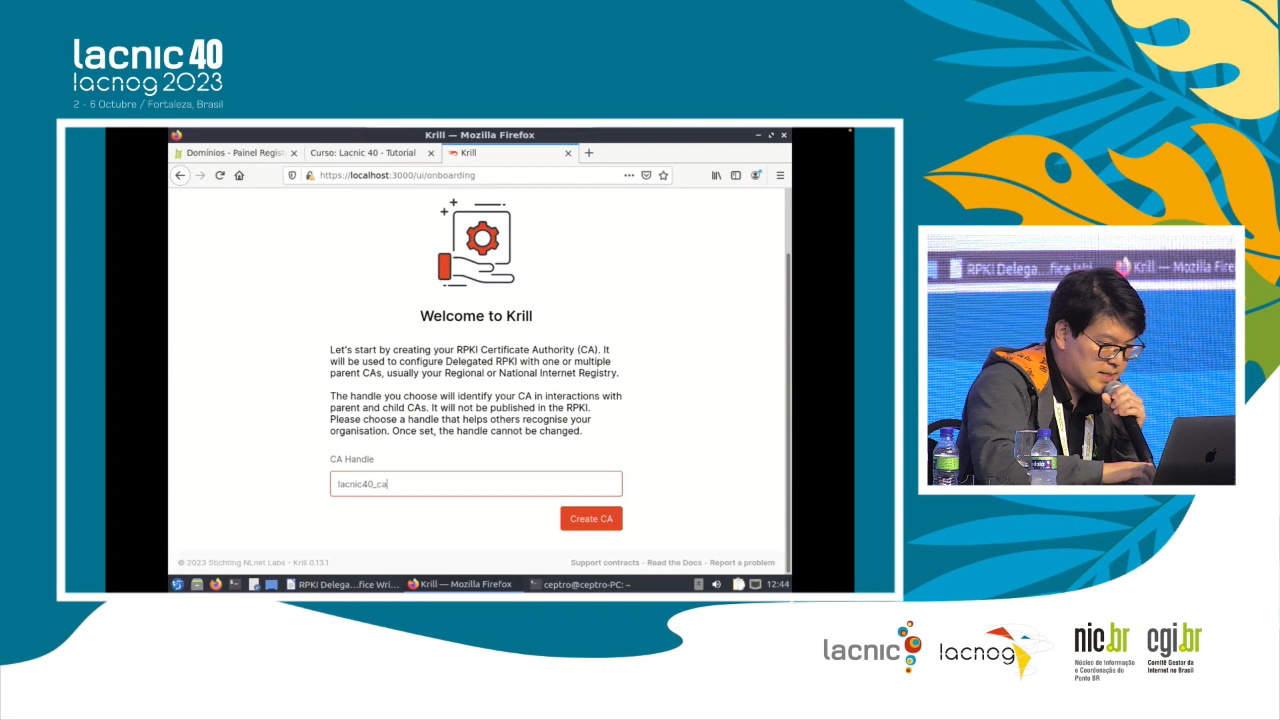 lacnic 40
lacnog 2023
2 - 6 Octubre / Fortaleza, Brasil
Krill — Mozilla Firefox
Domínios - Painel Regist
Curso: Lacnic 40 - Tutorial
Krill
https://localhost:3000/ui/onboarding
Welcome to Krill
Let's start by creating your RPKI Certificate Authority (CA). It
will be used to configure Delegated RPKI with one or multiple
parent CAs, usually your Regional or National Internet Registry.
The handle you choose will identify your CA in interactions with
parent and child CAs. It will not be published in the RPKI.
Please choose a handle that helps others recognise your
organisation. Once set, the handle cannot be changed.
CA Handle
lacnic40_ca
Create CA
© 2023 Stichting NLnet Labs - Krill 0.13.1
Support contracts - Read the Docs - Report a problem
RPKI Delega...fice Wri...
Krill — Mozilla Firefox
ceptro@ceptro-PC: ~
12:44
RPKI Delega...fice Wri
Krill — Mozilla Fire
lacnic
lacnog
nic.br
Núcleo de Informação
e Coordenação do
Ponto BR
cgi.br
Comitê Gestor da
Internet no Brasil